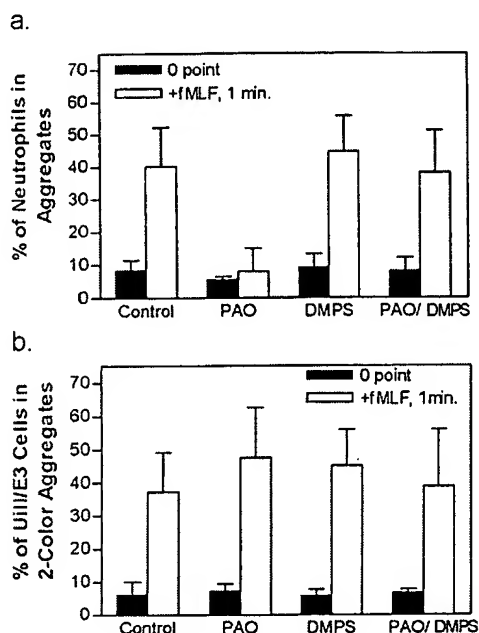 a.
% of Neutrophils in
Aggregates
70
60
50
40
30
20
10
0
0 point
+fMLF, 1 min.
Control PAO DMPS PAO/ DMPS
b.
% of UiII/E3 Cells in
2-Color Aggregates
70
60
50
40
30
20
10
0
0 point
+fMLF, 1min.
Control PAO DMPS PAO/ DMPS